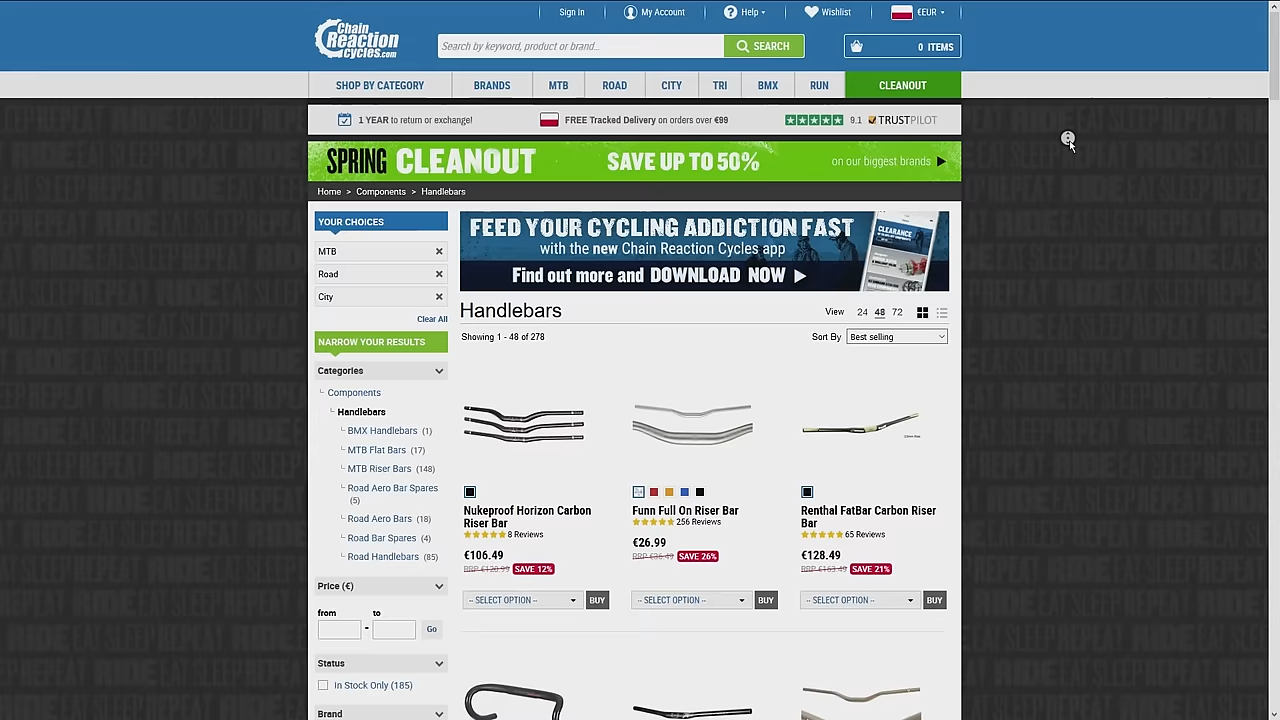 Chain Reaction Cycles.com
Sign In
My Account
Help
Wishlist
€EUR
Search by keyword, product or brand...
SEARCH
0 ITEMS
SHOP BY CATEGORY
BRANDS
MTB
ROAD
CITY
TRI
BMX
RUN
CLEANOUT
1 YEAR to return or exchange!
FREE Tracked Delivery on orders over €99
9.1 TRUSTPILOT
SPRING CLEANOUT SAVE UP TO 50% on our biggest brands
Home > Components > Handlebars
YOUR CHOICES
MTB
Road
City
Clear All
NARROW YOUR RESULTS
Categories
Components
Handlebars
BMX Handlebars (1)
MTB Flat Bars (17)
MTB Riser Bars (148)
Road Aero Bar Spares
(5)
Road Aero Bars (18)
Road Bar Spares (4)
Road Handlebars (85)
Price (€)
from to
- Go
Status
In Stock Only (185)
Brand
FEED YOUR CYCLING ADDICTION FAST
with the new Chain Reaction Cycles app
Find out more and DOWNLOAD NOW
CLEARANCE
Handlebars
View 24 48 72
Showing 1 - 48 of 278
Sort By Best selling
Nukeproof Horizon Carbon
Riser Bar
8 Reviews
€106.49
RRP €120.99 SAVE 12%
-- SELECT OPTION -- BUY
Funn Full On Riser Bar
256 Reviews
€26.99
RRP €36.49 SAVE 26%
-- SELECT OPTION -- BUY
Renthal FatBar Carbon Riser
Bar
65 Reviews
€128.49
RRP €163.49 SAVE 21%
-- SELECT OPTION -- BUY